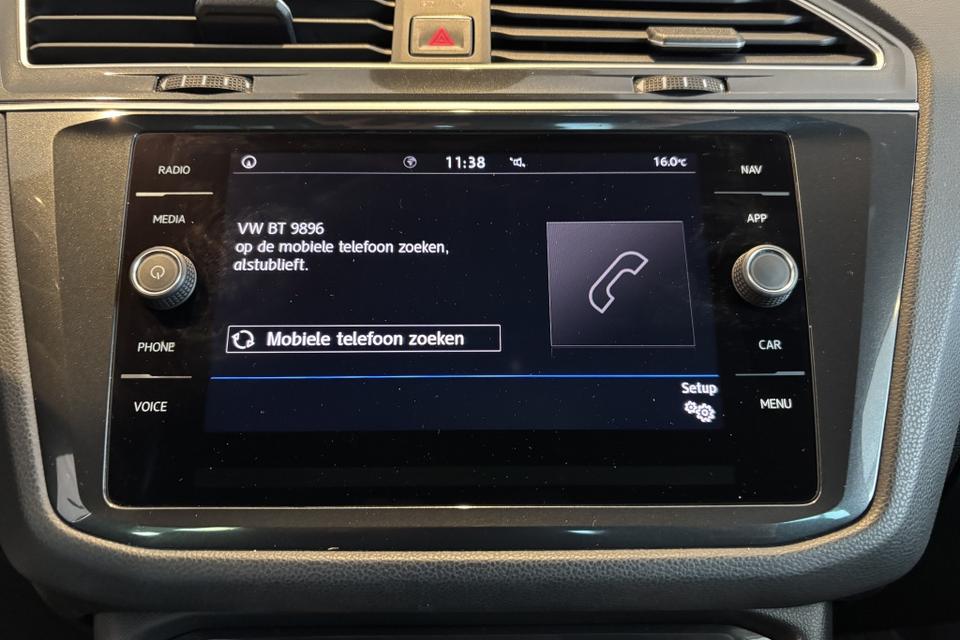 RADIO
MEDIA
PHONE
VOICE
11:38
16.0°C
VW BT 9896
op de mobiele telefoon zoeken,
alstublieft.
Mobiele telefoon zoeken
Setup
NAV
APP
CAR
MENU